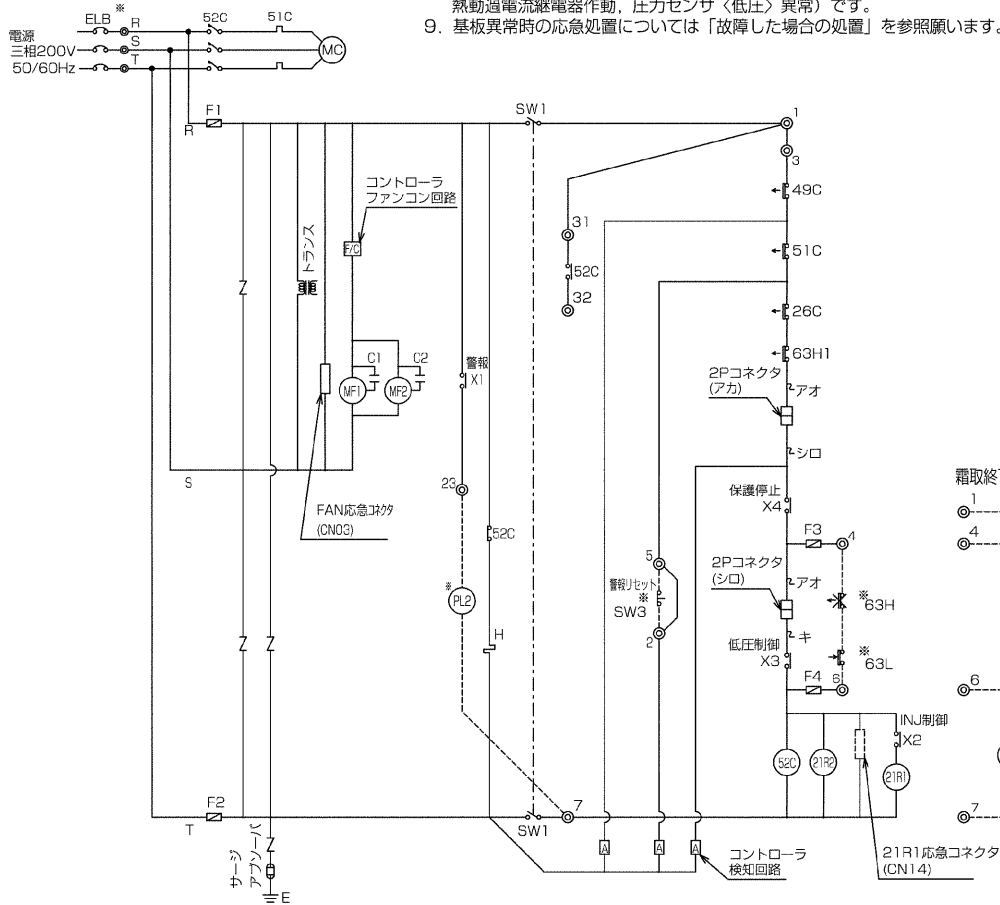 熱動過電流継電器作動，圧力センサ〈低圧〉異常）です。
9. 基板異常時の応急処置については「故障した場合の処置」を参照願います。
※
ELB
R
52C
51C
電源
三相200V
50/60Hz
S
T
MC
F1
R
SW1
1
3
49C
コントローラ
ファンコン回路
F/C
トランス
31
52C
32
51C
26C
63H1
C1
C2
MF1
MF2
警報
X1
2Pコネクタ
(アカ)
アオ
シロ
S
23
FAN応急コネクタ
(CN03)
52C
保護停止
X4
F3
4
霜取終
1
4
5
2Pコネクタ
(シロ)
アオ
※
PL2
警報リセット
※
SW3
※
63H
2
キ
低圧制御
X3
※
63L
H
F4
6
6
INJ制御
X2
52C
21R2
21R1
F2
T
SW1
7
7
サージ
アブソーバ
E
A
A
A
コントローラ
検知回路
21R1応急コネクタ
(CN14)